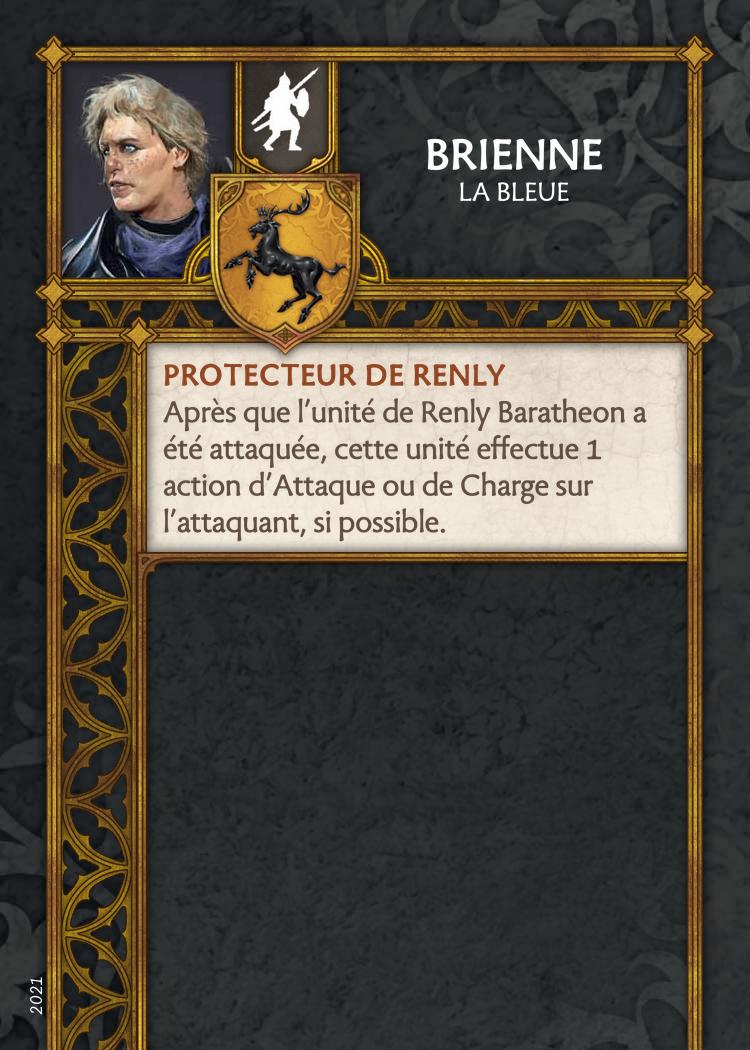 BRIENNE
LA BLEUE
PROTECTEUR DE RENLY
Après que l'unité de Renly Baratheon a
été attaquée, cette unité effectue 1
action d'Attaque ou de Charge sur
l'attaquant, si possible.
2021